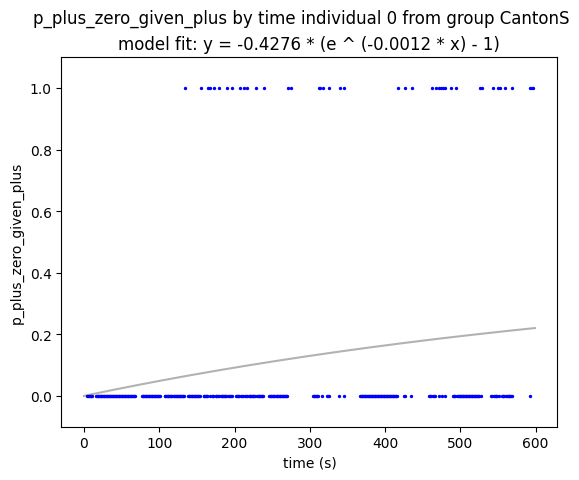 p_plus_zero_given_plus by time individual 0 from group CantonS
model fit: y = -0.4276 * (e ^ (-0.0012 * x) - 1)
1.0
0.8
0.6
0.4
0.2
0.0
p_plus_zero_given_plus
0 100 200 300 400 500 600
time (s)